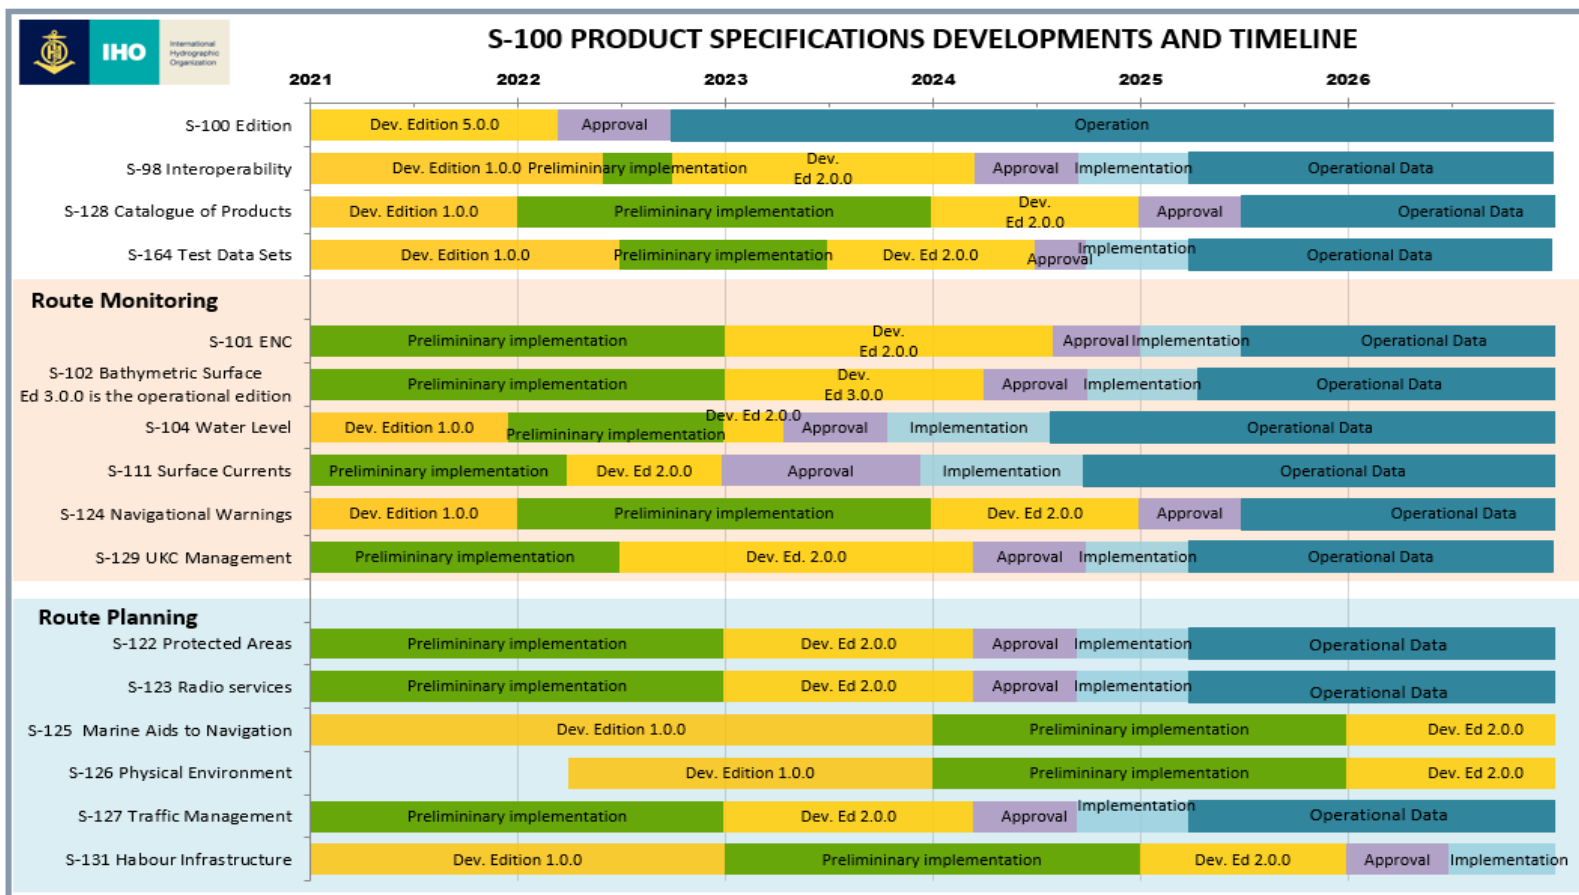 IHO
International
Hydrographic
Organization
S-100 PRODUCT SPECIFICATIONS DEVELOPMENTS AND TIMELINE
2021 2022 2023 2024 2025 2026
S-100 Edition Dev. Edition 5.0.0 Approval Operation
S-98 Interoperability Dev. Edition 1.0.0 Prelimininary implementation Dev.
Ed 2.0.0 Approval Implementation Operational Data
S-128 Catalogue of Products Dev. Edition 1.0.0 Prelimininary implementation Dev.
Ed 2.0.0 Approval Operational Data
S-164 Test Data Sets Dev. Edition 1.0.0 Prelimininary implementation Dev. Ed 2.0.0 Approval Implementation Operational Data
Route Monitoring
S-101 ENC Prelimininary implementation Dev.
Ed 2.0.0 Approval Implementation Operational Data
S-102 Bathymetric Surface
Ed 3.0.0 is the operational edition Prelimininary implementation Dev.
Ed 3.0.0 Approval Implementation Operational Data
S-104 Water Level Dev. Edition 1.0.0 Prelimininary implementation Dev. Ed 2.0.0 Approval Implementation Operational Data
S-111 Surface Currents Prelimininary implementation Dev. Ed 2.0.0 Approval Implementation Operational Data
S-124 Navigational Warnings Dev. Edition 1.0.0 Prelimininary implementation Dev. Ed 2.0.0 Approval Operational Data
S-129 UKC Management Prelimininary implementation Dev. Ed. 2.0.0 Approval Implementation Operational Data
Route Planning
S-122 Protected Areas Prelimininary implementation Dev. Ed 2.0.0 Approval Implementation Operational Data
S-123 Radio services Prelimininary implementation Dev. Ed 2.0.0 Approval Implementation Operational Data
S-125 Marine Aids to Navigation Dev. Edition 1.0.0 Prelimininary implementation Dev. Ed 2.0.0
S-126 Physical Environment Dev. Edition 1.0.0 Prelimininary implementation Dev. Ed 2.0.0
S-127 Traffic Management Prelimininary implementation Dev. Ed 2.0.0 Approval Implementation Operational Data
S-131 Habour Infrastructure Dev. Edition 1.0.0 Prelimininary implementation Dev. Ed 2.0.0 Approval Implementation